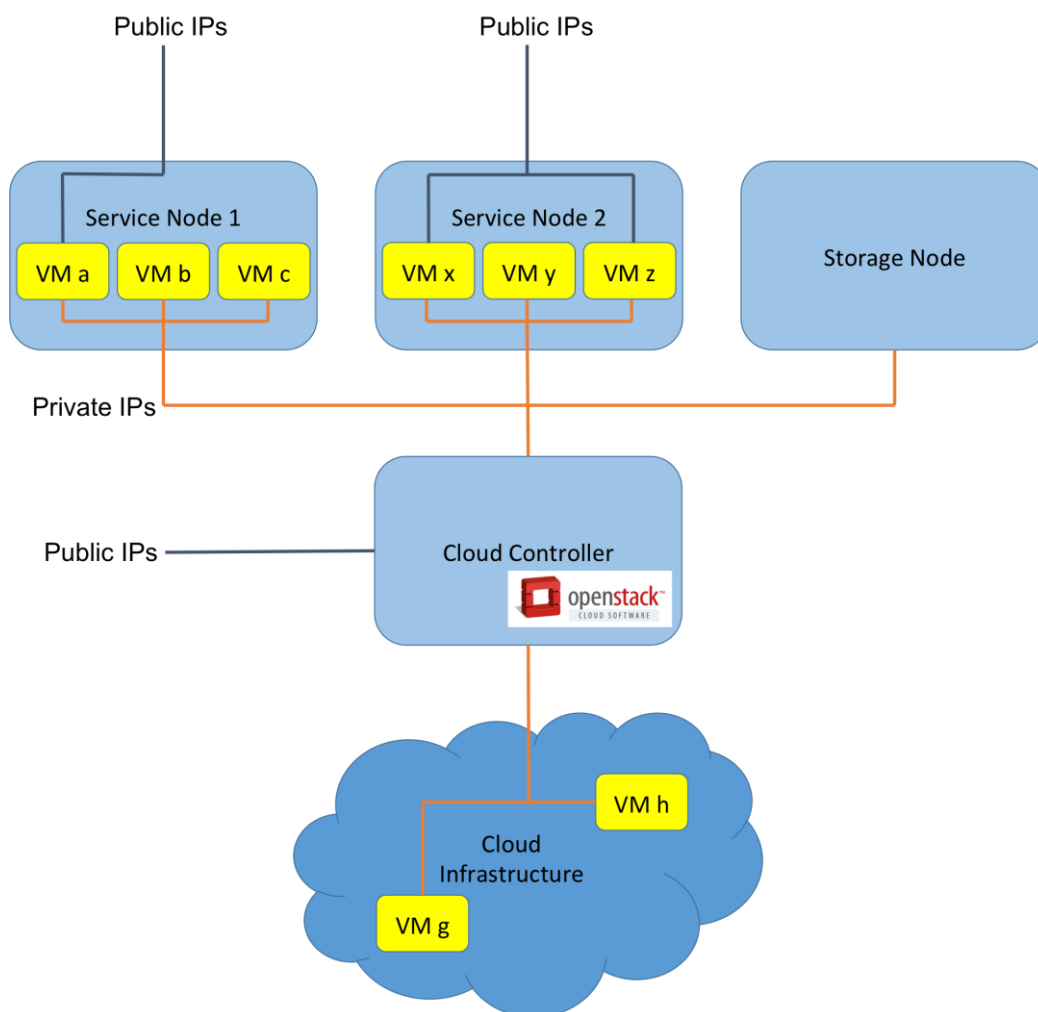 Public IPs
Public IPs
Service Node 1
Service Node 2
VM a
VM b
VM c
VM x
VM y
VM z
Storage Node
Private IPs
Public IPs
Cloud Controller
openstack™
CLOUD SOFTWARE
VM h
Cloud
Infrastructure
VM g